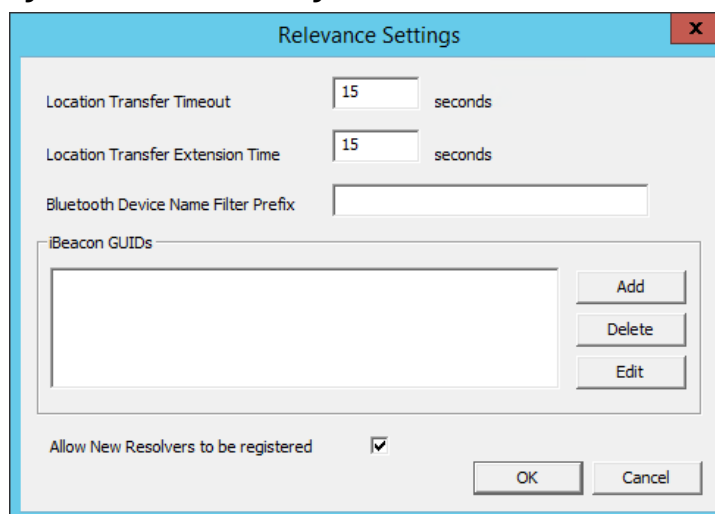 Relevance Settings
x
Location Transfer Timeout 15 seconds
Location Transfer Extension Time 15 seconds
Bluetooth Device Name Filter Prefix
iBeacon GUIDs
Add
Delete
Edit
Allow New Resolvers to be registered
OK Cancel